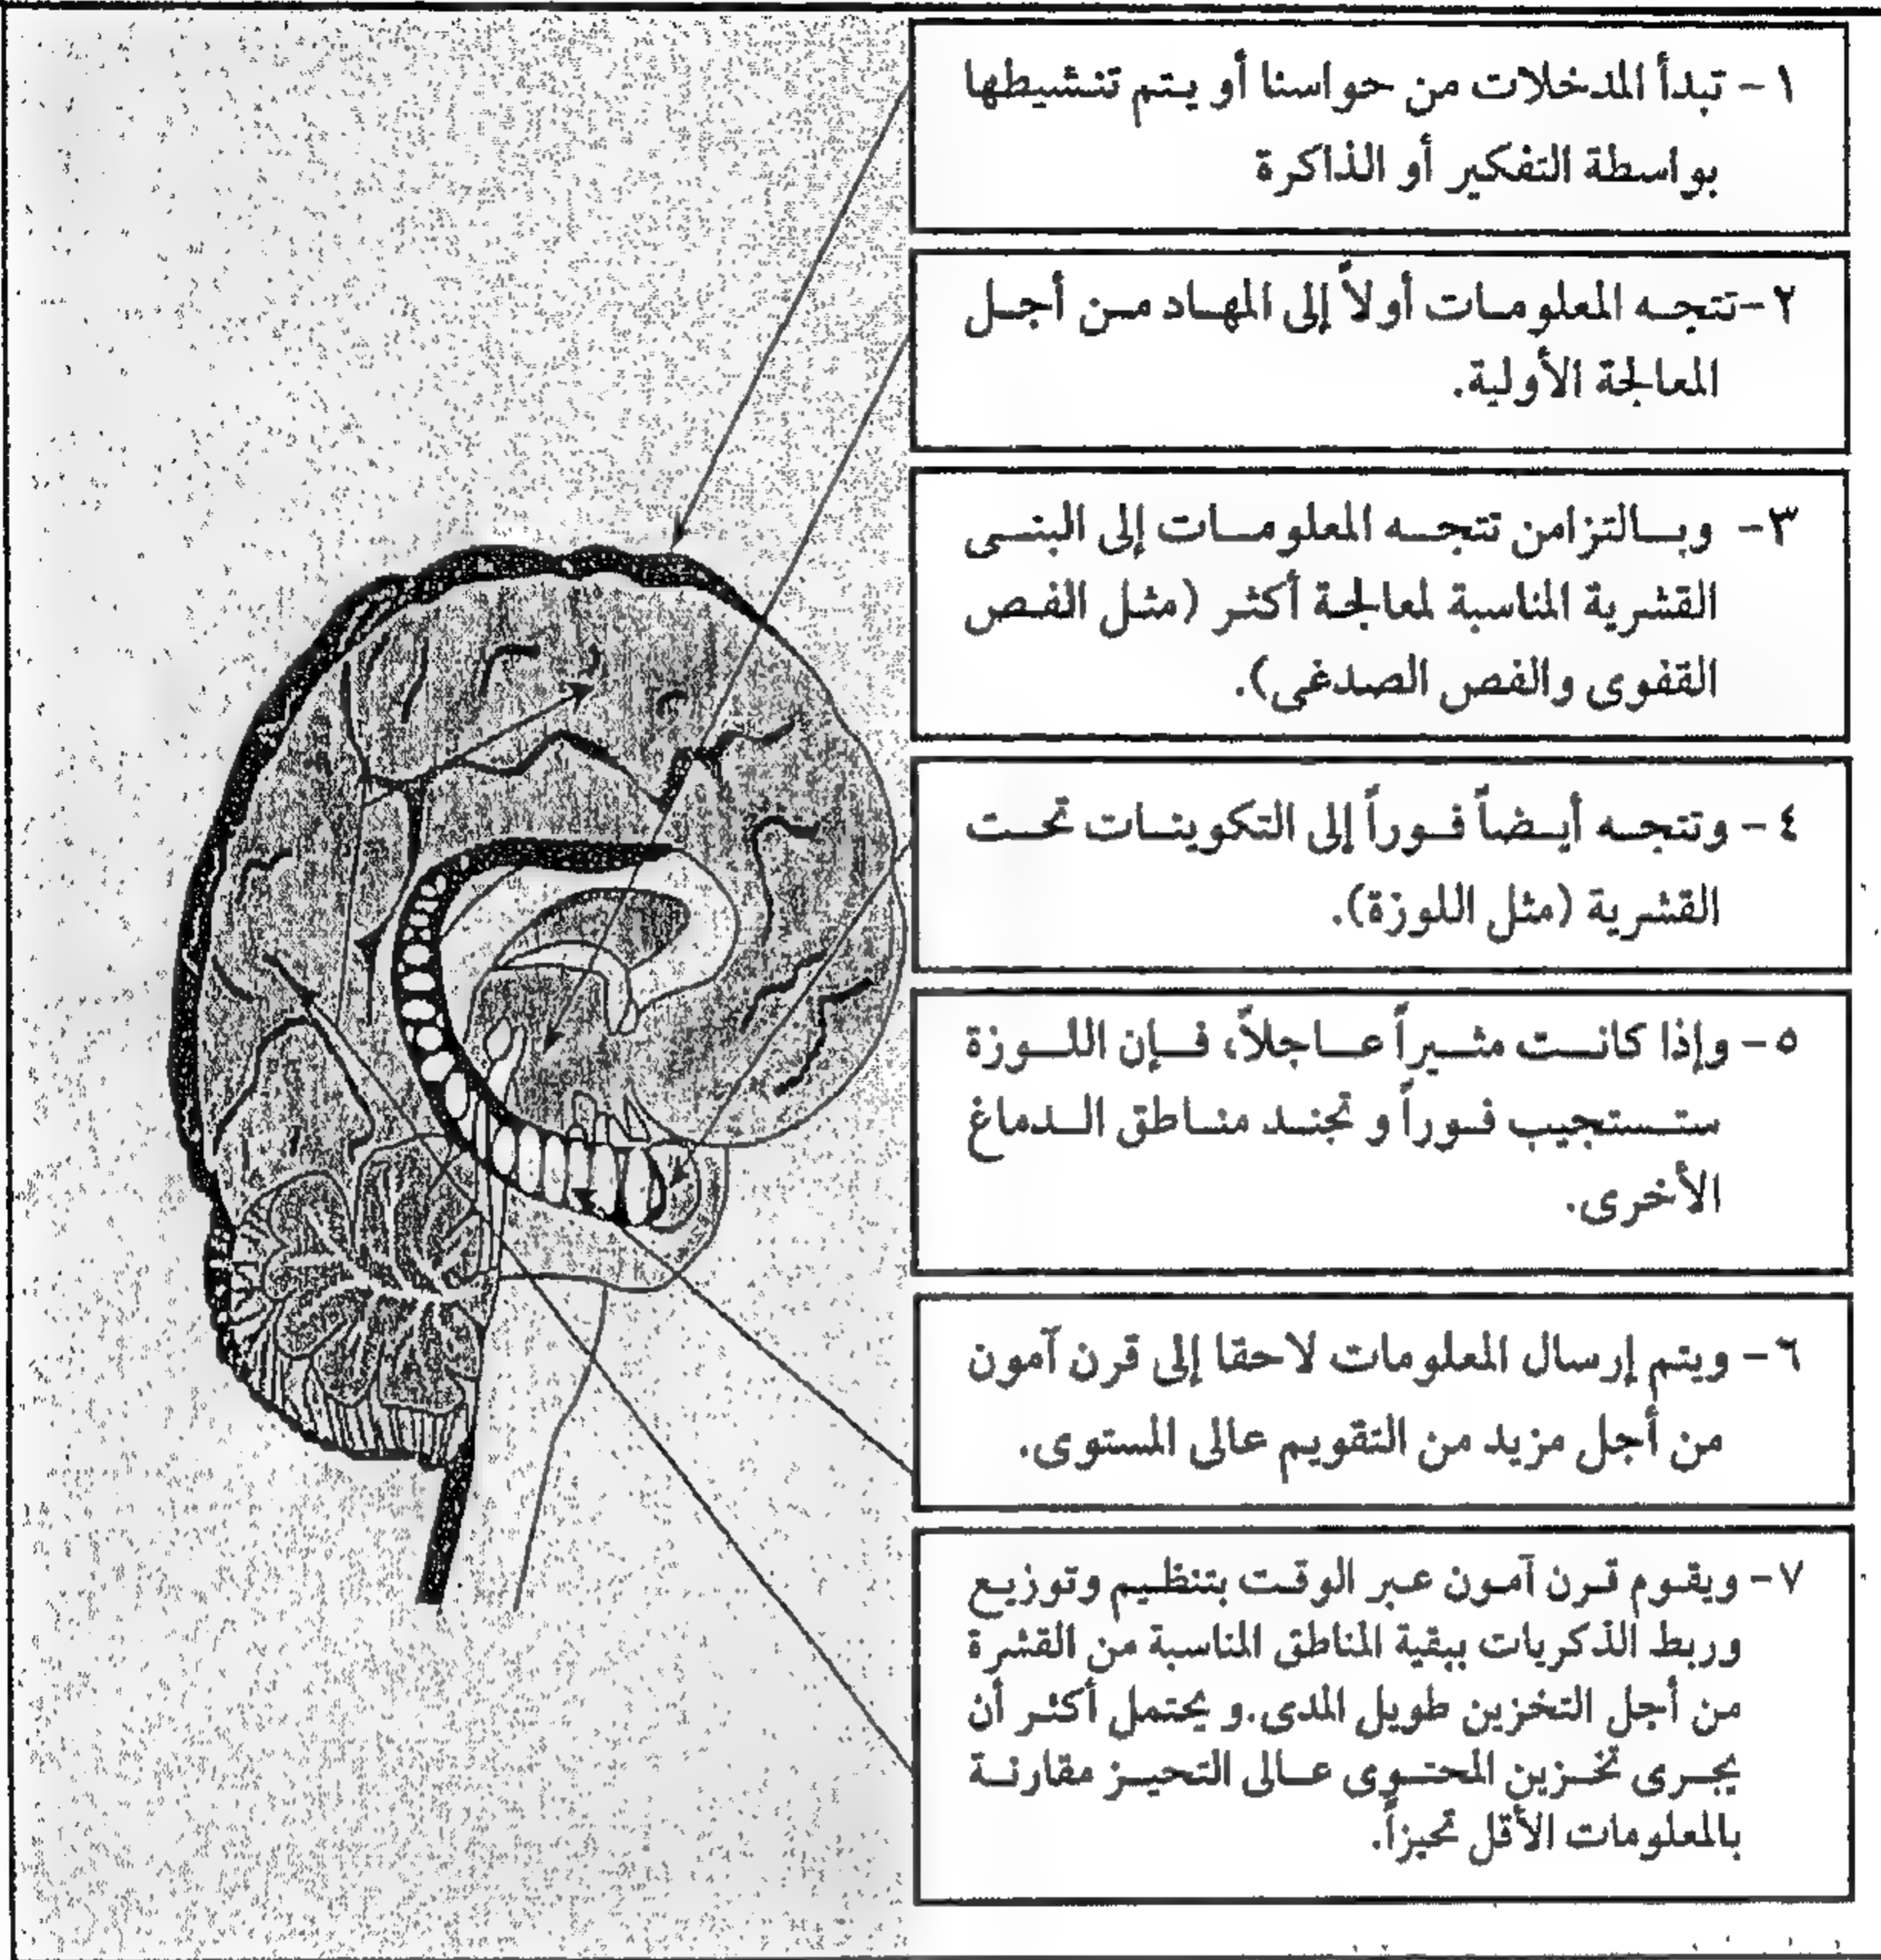 ١- تبدأ المدخلات من حواسنا أو يتم تنشيطها
بواسطة التفكير أو الذاكرة
٢-تتجه المعلومات أولاً إلى المهاد من أجل
المعالجة الأولية.
٣- وبالتزامن تتجه المعلومات إلى البنى
القشرية المناسبة لمعالجة أكثر (مثل الفص
القفوى والفص الصدغى).
٤- وتتجه أيضاً فوراً إلى التكوينات تحت
القشرية (مثل اللوزة).
٥- وإذا كانت مثيراً عاجلاً، فإن اللوزة
ستستجيب فوراً و تجند مناطق الدماغ
الأخرى.
٦- ويتم إرسال المعلومات لاحقا إلى قرن آمون
من أجل مزيد من التقويم عالى المستوى.
٧- ويقوم قرن آمون عبر الوقت بتنظيم وتوزيع
وربط الذكريات ببقية المناطق المناسبة من القشرة
من أجل التخزين طويل المدى.و يحتمل أكثر أن
يجرى تخزين المحتوى عالى التحيز مقارنة
بالمعلومات الأقل تحيزاً.